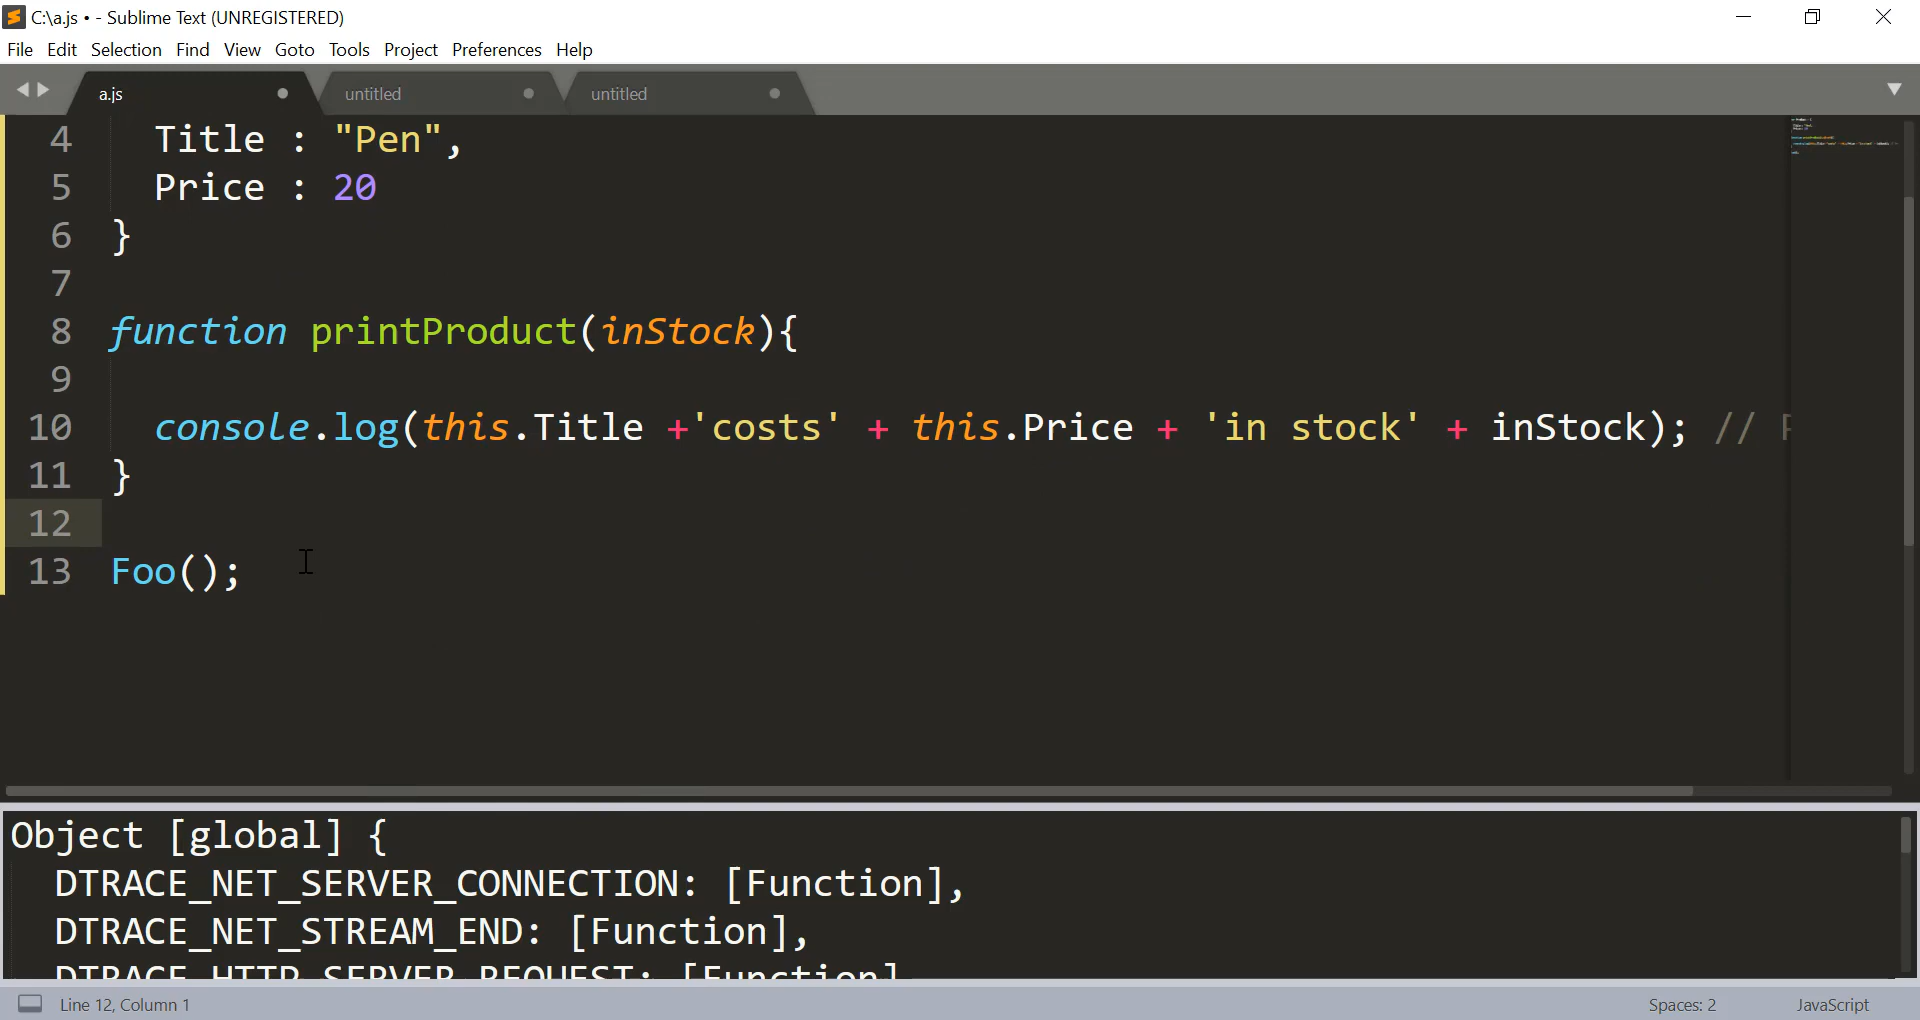 C:\a.js • - Sublime Text (UNREGISTERED)
File Edit Selection Find View Goto Tools Project Preferences Help
a.js untitled untitled
4 Title : "Pen",
5 Price : 20
6 }
7
8 function printProduct(inStock){
9
10 console.log(this.Title +'costs' + this.Price + 'in stock' + inStock); //
11 }
12
13 Foo();
Object [global] {
DTRACE_NET_SERVER_CONNECTION: [Function],
DTRACE_NET_STREAM_END: [Function],
DTRACE_HTTP_SERVER_REQUEST: [Function]
Line 12, Column 1 Spaces: 2 JavaScript